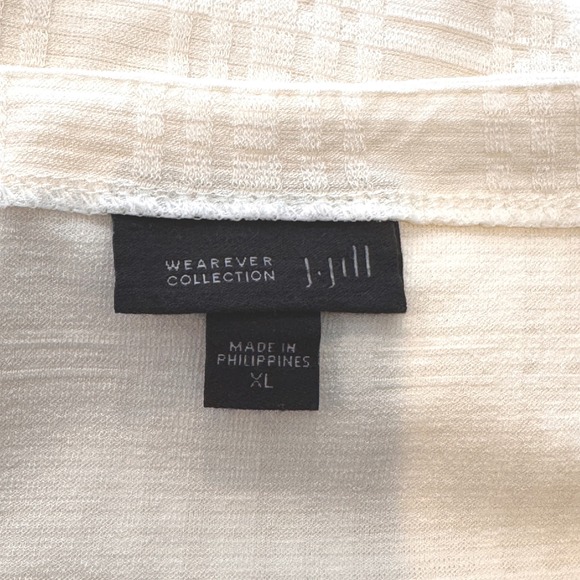 WEAREVER
COLLECTION
J.Jill
MADE IN
PHILIPPINES
XL